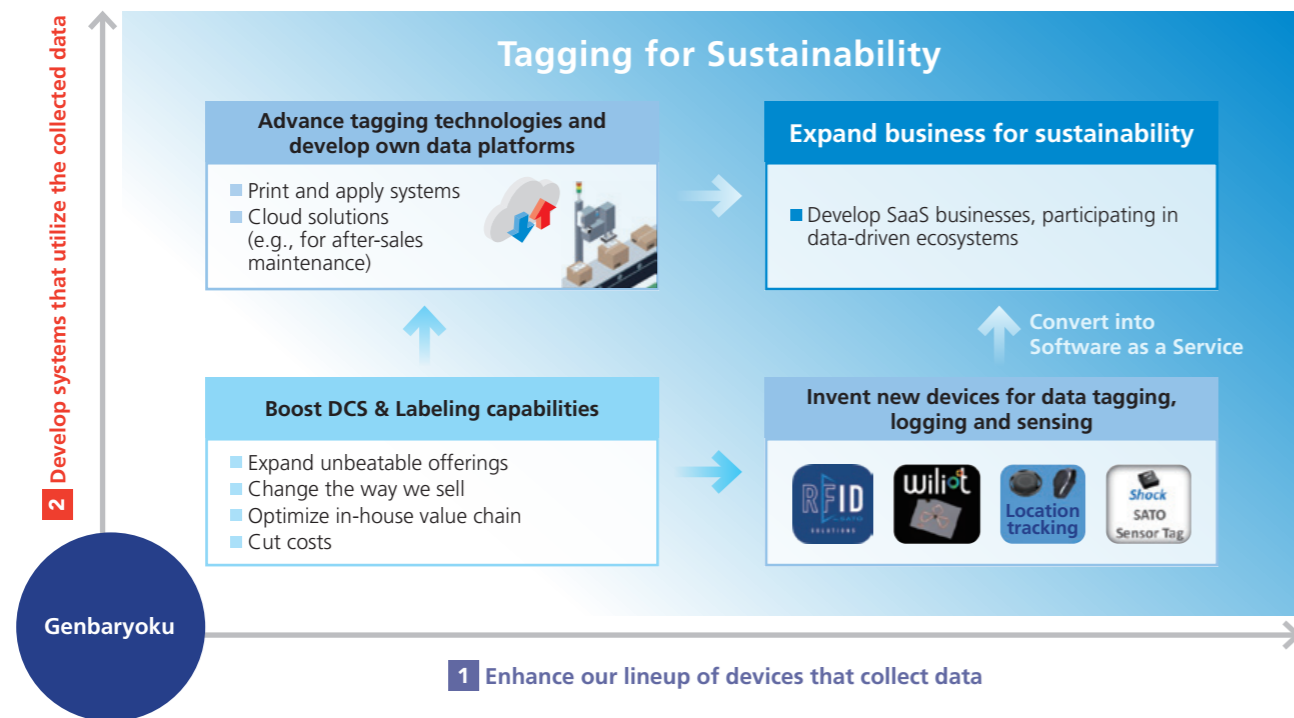 Tagging for Sustainability
2 Develop systems that utilize the collected data
Advance tagging technologies and
develop own data platforms
Print and apply systems
Cloud solutions
(e.g., for after-sales
maintenance)
Expand business for sustainability
Develop SaaS businesses, participating in
data-driven ecosystems
Convert into
Software as a Service
Boost DCS & Labeling capabilities
Expand unbeatable offerings
Change the way we sell
Optimize in-house value chain
Cut costs
Invent new devices for data tagging,
logging and sensing
RFID
SATO
SOLUTIONS
wiliot
Location
tracking
Shock
SATO
Sensor Tag
Genbaryoku
1 Enhance our lineup of devices that collect data